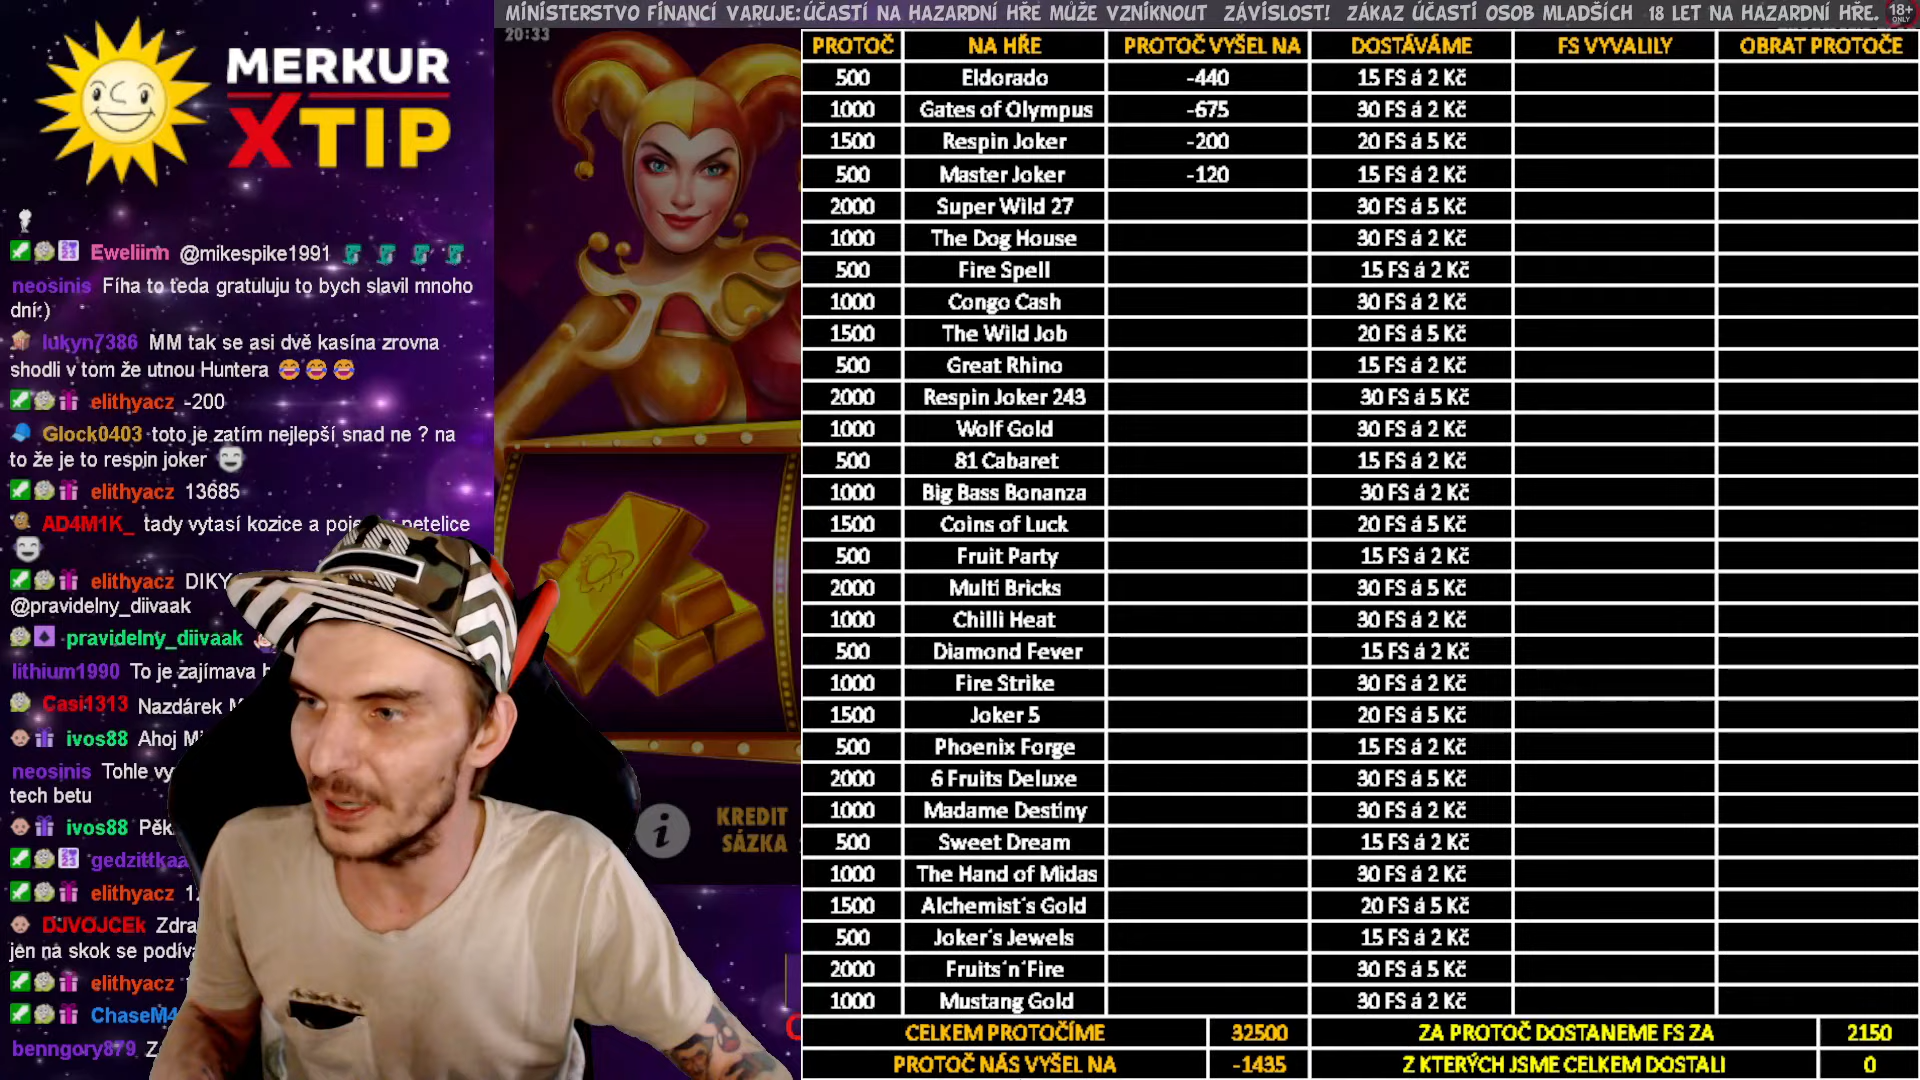 MINISTERSTVO FINANCÍ VARUJE: ÚČASTÍ NA HAZARDNÍ HŘE MŮŽE VZNIKNOUT ZÁVISLOST! ZÁKAZ ÚČASTI OSOB MLADŠÍCH 18 LET NA HAZARDNÍ HŘE.
18+
ONLY
20:33
MERKUR
XTIP
Eweliinn @mikespike1991
neosinis Fíha to teda gratuluju to bych slavil mnoho
dní:)
lukyn7386 MM tak se asi dvě kasína zrovna
shodli v tom že utnou Huntera
elithyacz -200
Glock0403 toto je zatím nejlepší snad ne ? na
to že je to respin joker
elithyacz 13685
AD4M1K_ tady vytasí kozice a petelice
elithyacz DIKY
@pravidelny_diivaak
pravidelny_diivaak
lithium1990 To je zajímava
Casi1313 Nazdárek
ivos88 Ahoj
neosinis Tohle
tech betu
ivos88
gedzittkaa
elithyacz
DJVOJCEk
jen na skok se
elithyacz
ChaseM4
benngory879
KREDIT
SÁZKA
PROTOČ NA HŘE PROTOČ VYŠEL NA DOSTÁVÁME FS VYVALILY OBRAT PROTOČE
500 Eldorado -440 15 FS á 2 Kč
1000 Gates of Olympus -675 30 FS á 2 Kč
1500 Respin Joker -200 20 FS á 5 Kč
500 Master Joker -120 15 FS á 2 Kč
2000 Super Wild 27 30 FS á 5 Kč
1000 The Dog House 30 FS á 2 Kč
500 Fire Spell 15 FS á 2 Kč
1000 Congo Cash 30 FS á 2 Kč
1500 The Wild Job 20 FS á 5 Kč
500 Great Rhino 15 FS á 2 Kč
2000 Respin Joker 243 30 FS á 5 Kč
1000 Wolf Gold 30 FS á 2 Kč
500 81 Cabaret 15 FS á 2 Kč
1000 Big Bass Bonanza 30 FS á 2 Kč
1500 Coins of Luck 20 FS á 5 Kč
500 Fruit Party 15 FS á 2 Kč
2000 Multi Bricks 30 FS á 5 Kč
1000 Chilli Heat 30 FS á 2 Kč
500 Diamond Fever 15 FS á 2 Kč
1000 Fire Strike 30 FS á 2 Kč
1500 Joker 5 20 FS á 5 Kč
500 Phoenix Forge 15 FS á 2 Kč
2000 6 Fruits Deluxe 30 FS á 5 Kč
1000 Madame Destiny 30 FS á 2 Kč
500 Sweet Dream 15 FS á 2 Kč
1000 The Hand of Midas 30 FS á 2 Kč
1500 Alchemist´s Gold 20 FS á 5 Kč
500 Joker´s Jewels 15 FS á 2 Kč
2000 Fruits´n´Fire 30 FS á 5 Kč
1000 Mustang Gold 30 FS á 2 Kč
CELKEM PROTOČÍME 32500 ZA PROTOČ DOSTANEME FS ZA 2150
PROTOČ NÁS VYŠEL NA -1435 Z KTERÝCH JSME CELKEM DOSTALI 0